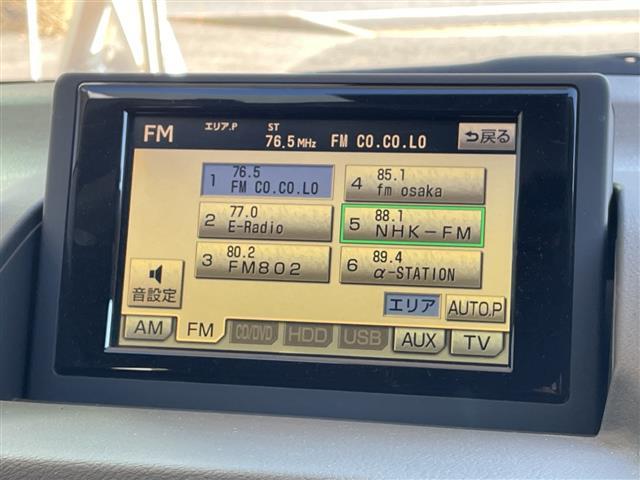 FM エリア.P ST 76.5MHz FM CO.CO.LO 戻る
1 76.5 FM CO.CO.LO
2 77.0 E-Radio
3 80.2 FM802
4 85.1 fm osaka
5 88.1 NHK-FM
6 89.4 α-STATION
音設定
エリア AUTO.P
AM FM CD/DVD HDD USB AUX TV